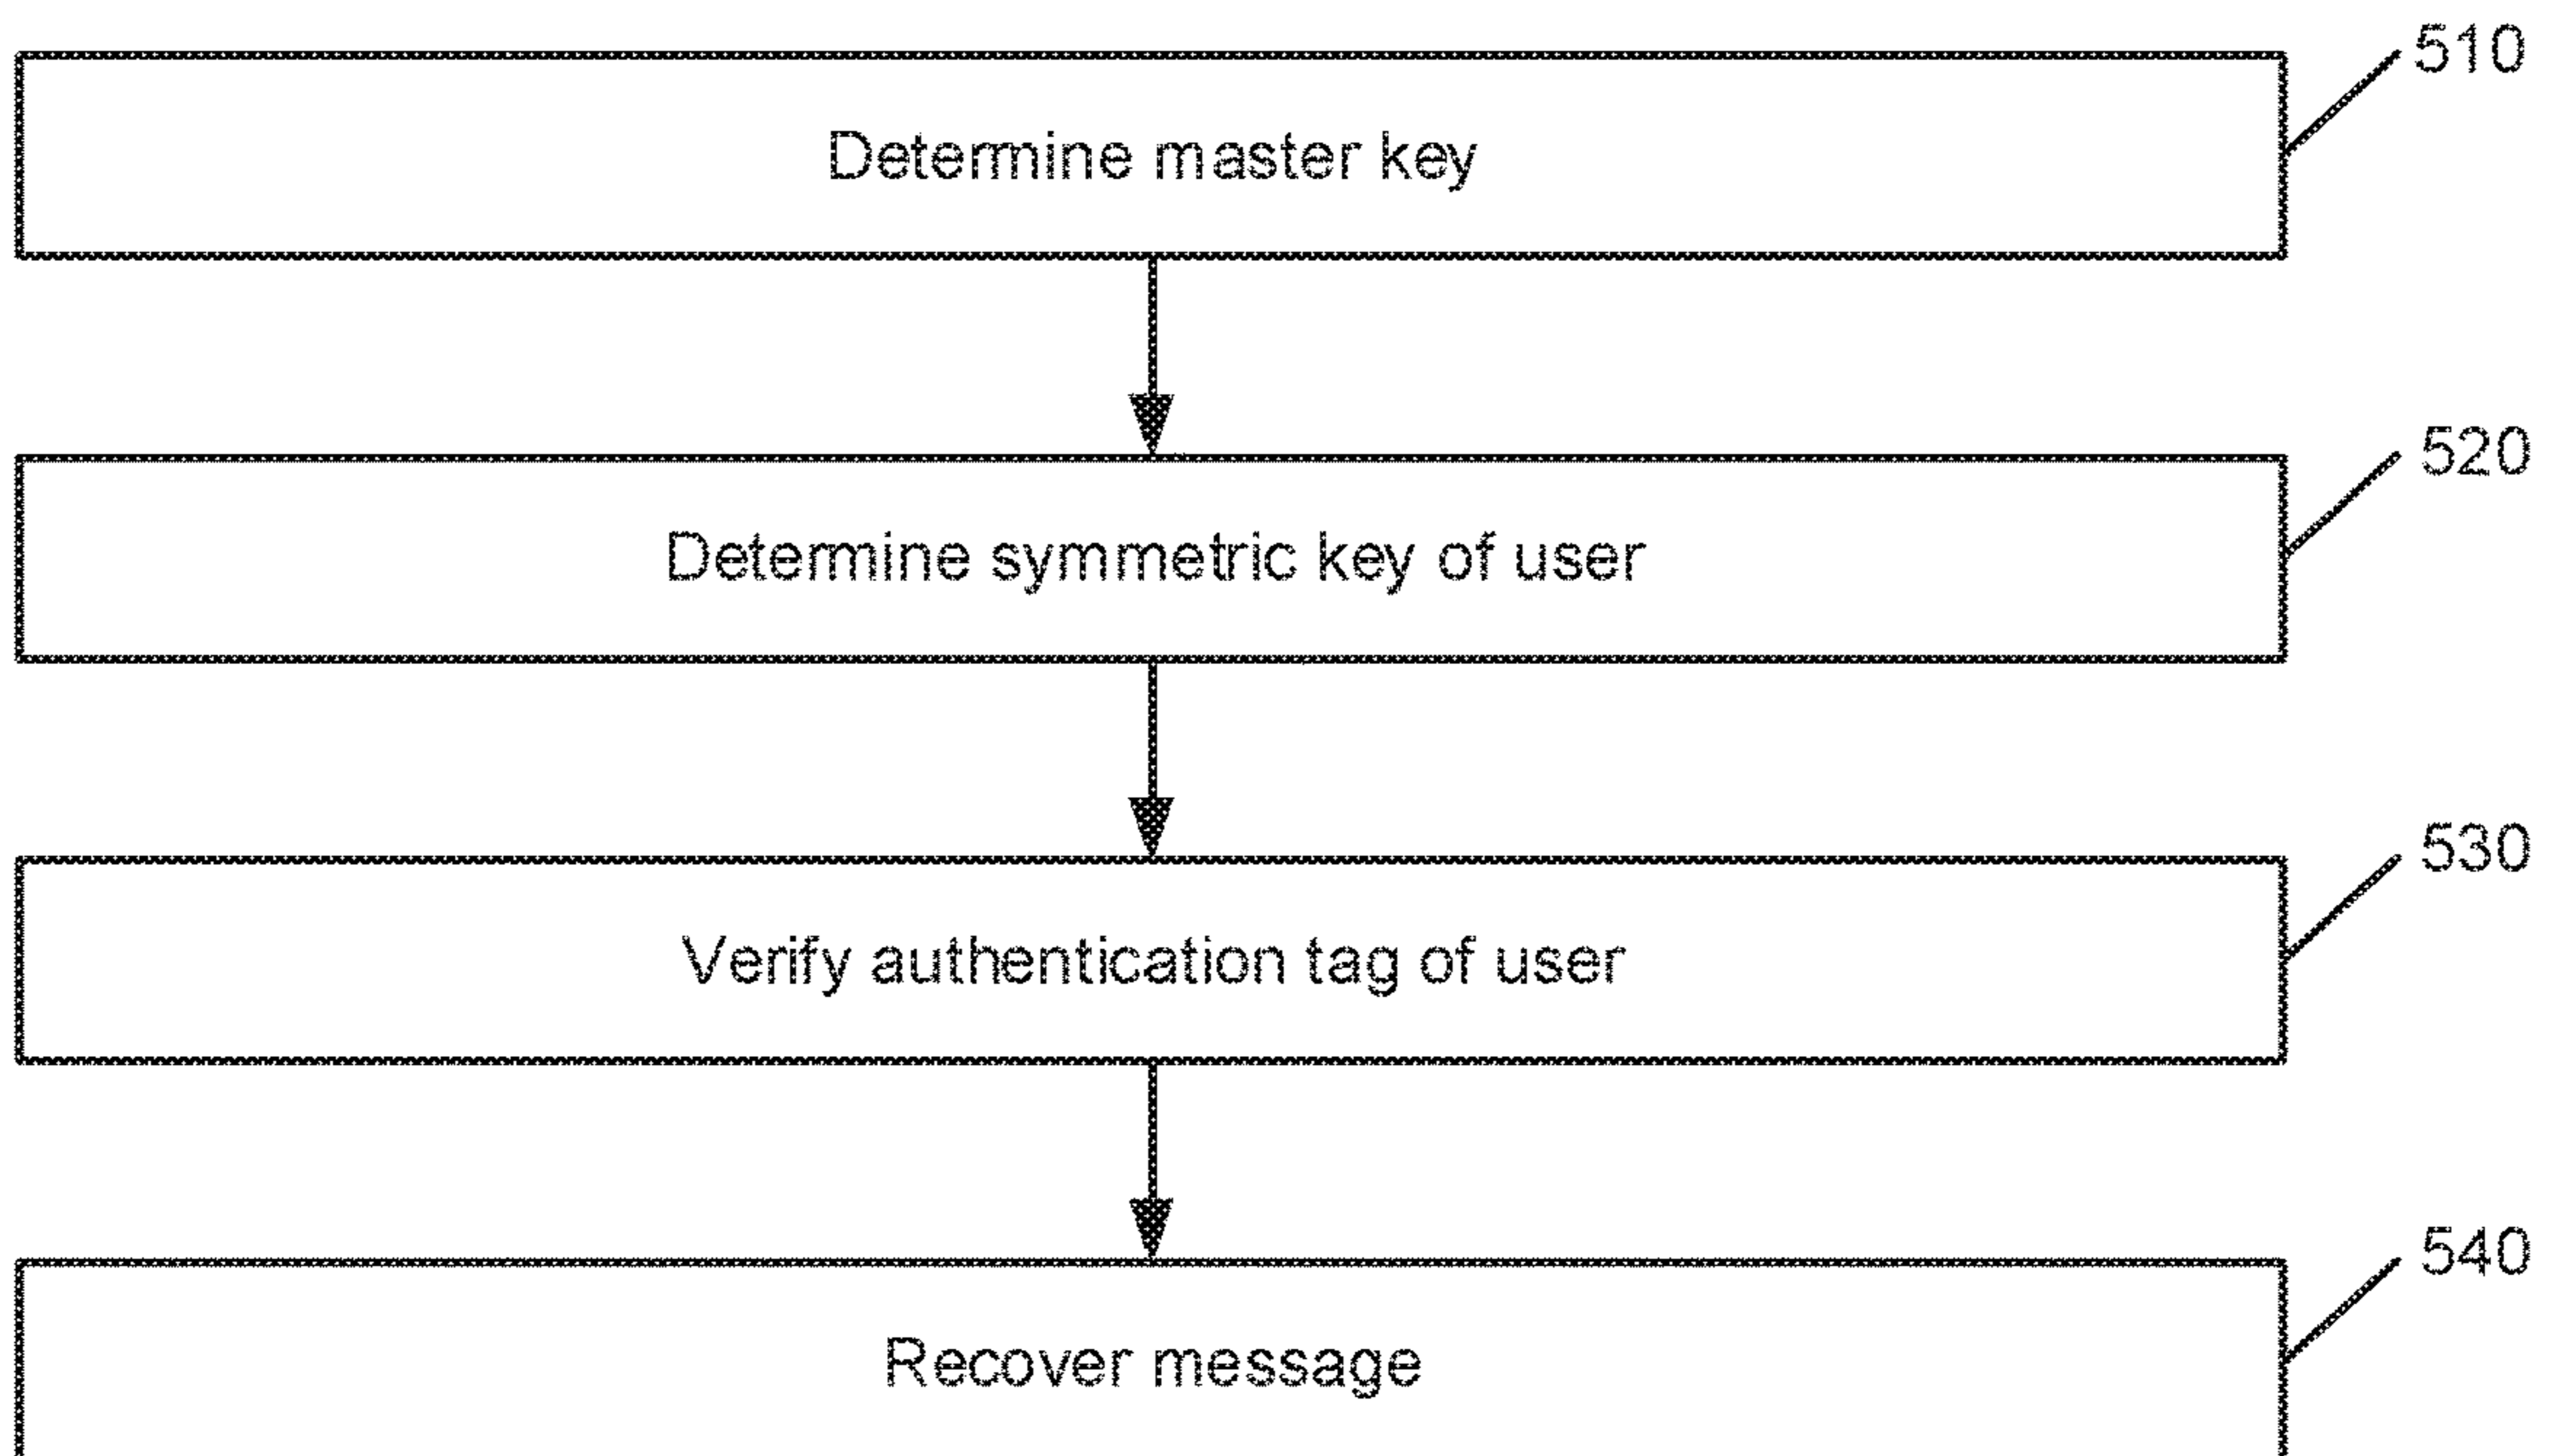 510
Determine master key
520
Determine symmetric key of user
530
Verify authentication tag of user
540
Recover message